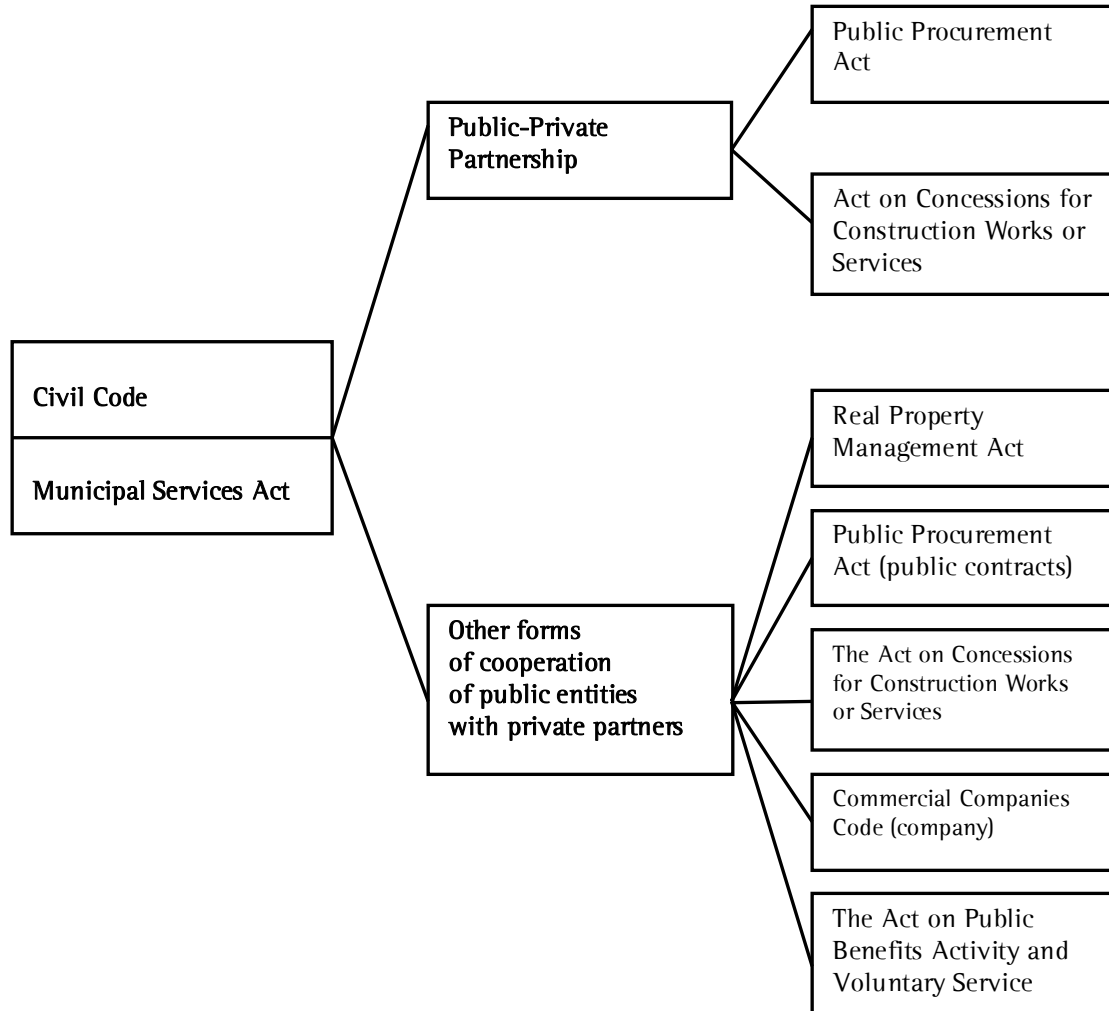 Civil Code
Municipal Services Act
Public-Private
Partnership
Public Procurement
Act
Act on Concessions for
Construction Works or
Services
Other forms
of cooperation
of public entities
with private partners
Real Property
Management Act
Public Procurement
Act (public contracts)
The Act on Concessions
for Construction Works
or Services
Commercial Companies
Code (company)
The Act on Public
Benefits Activity and
Voluntary Service